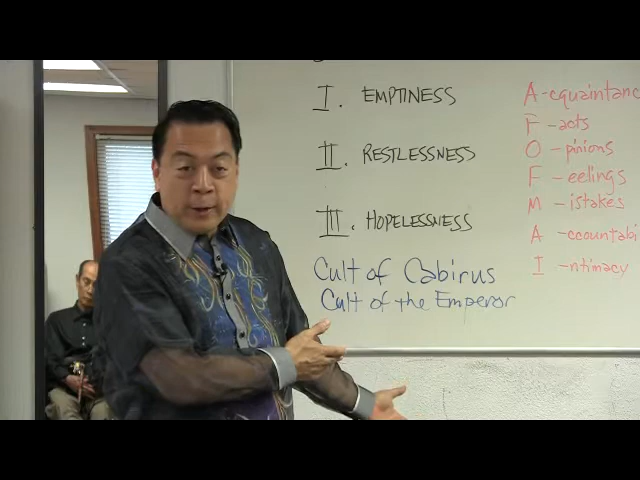 I. EMPTINESS
II. RESTLESSNESS
III. HOPELESSNESS
Cult of Cabirus
Cult of the Emperor
A-cquaintanc
F-acts
O-pinions
F-eelings
M-istakes
A-ccountabi
I-ntimacy